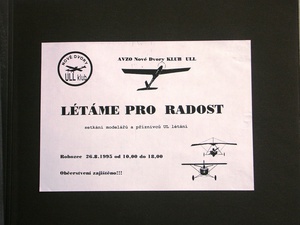 NOVÉ DVORY
ULL klub
AVZO Nové Dvory KLUB ULL
LÉTÁME PRO RADOST
setkání modelářů a příznivců UL létání
Rohozec 26.8.1995 od 10,00 do 18,00
Občerstvení zajištěno!!!